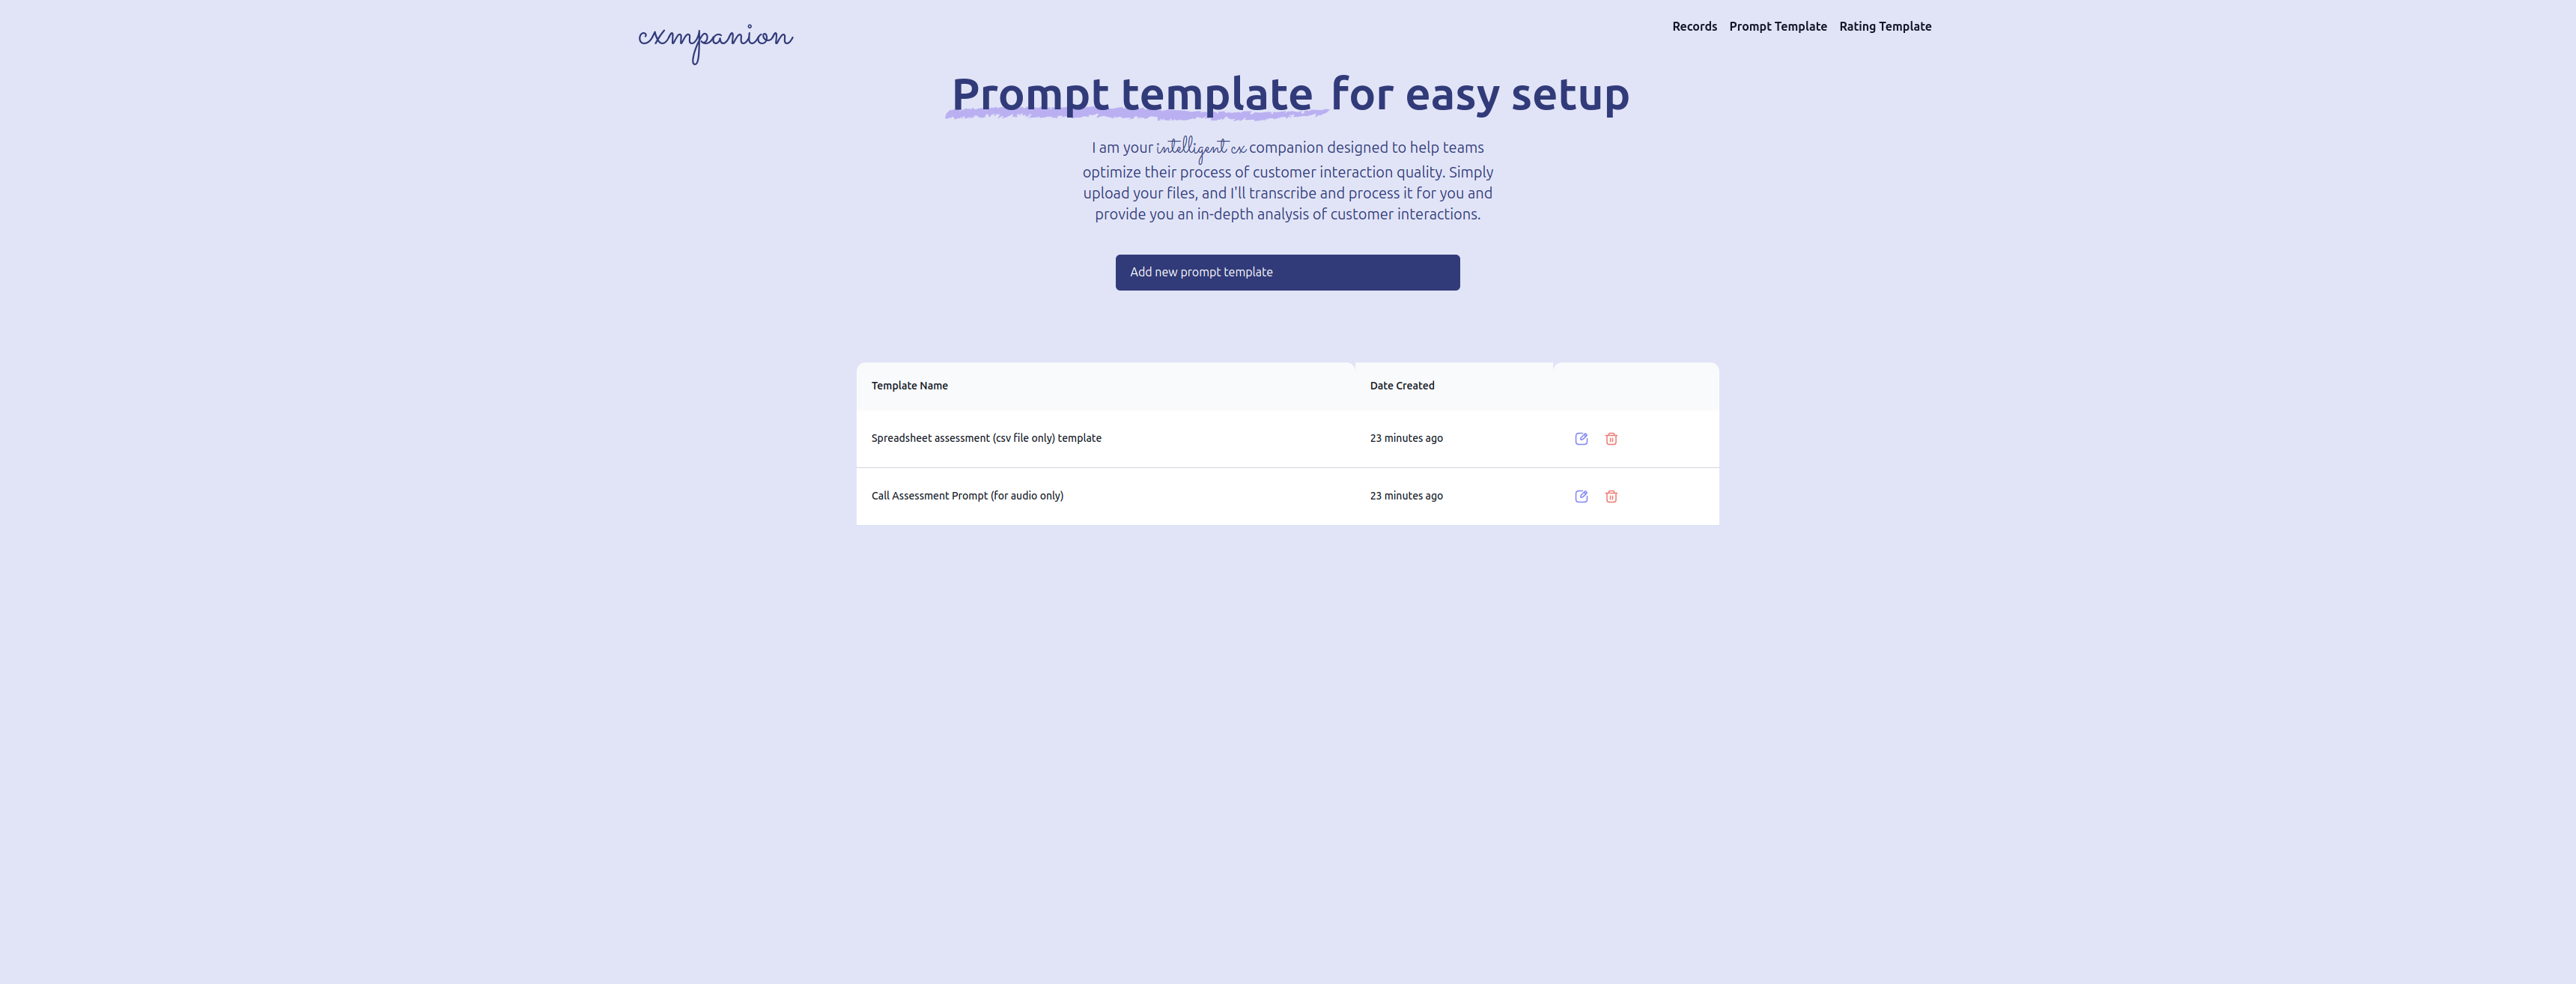 cxmpanion
Records Prompt Template Rating Template
Prompt template for easy setup
I am your intelligent cx companion designed to help teams
optimize their process of customer interaction quality. Simply
upload your files, and I'll transcribe and process it for you and
provide you an in-depth analysis of customer interactions.
Add new prompt template
Template Name Date Created
Spreadsheet assessment (csv file only) template 23 minutes ago
Call Assessment Prompt (for audio only) 23 minutes ago